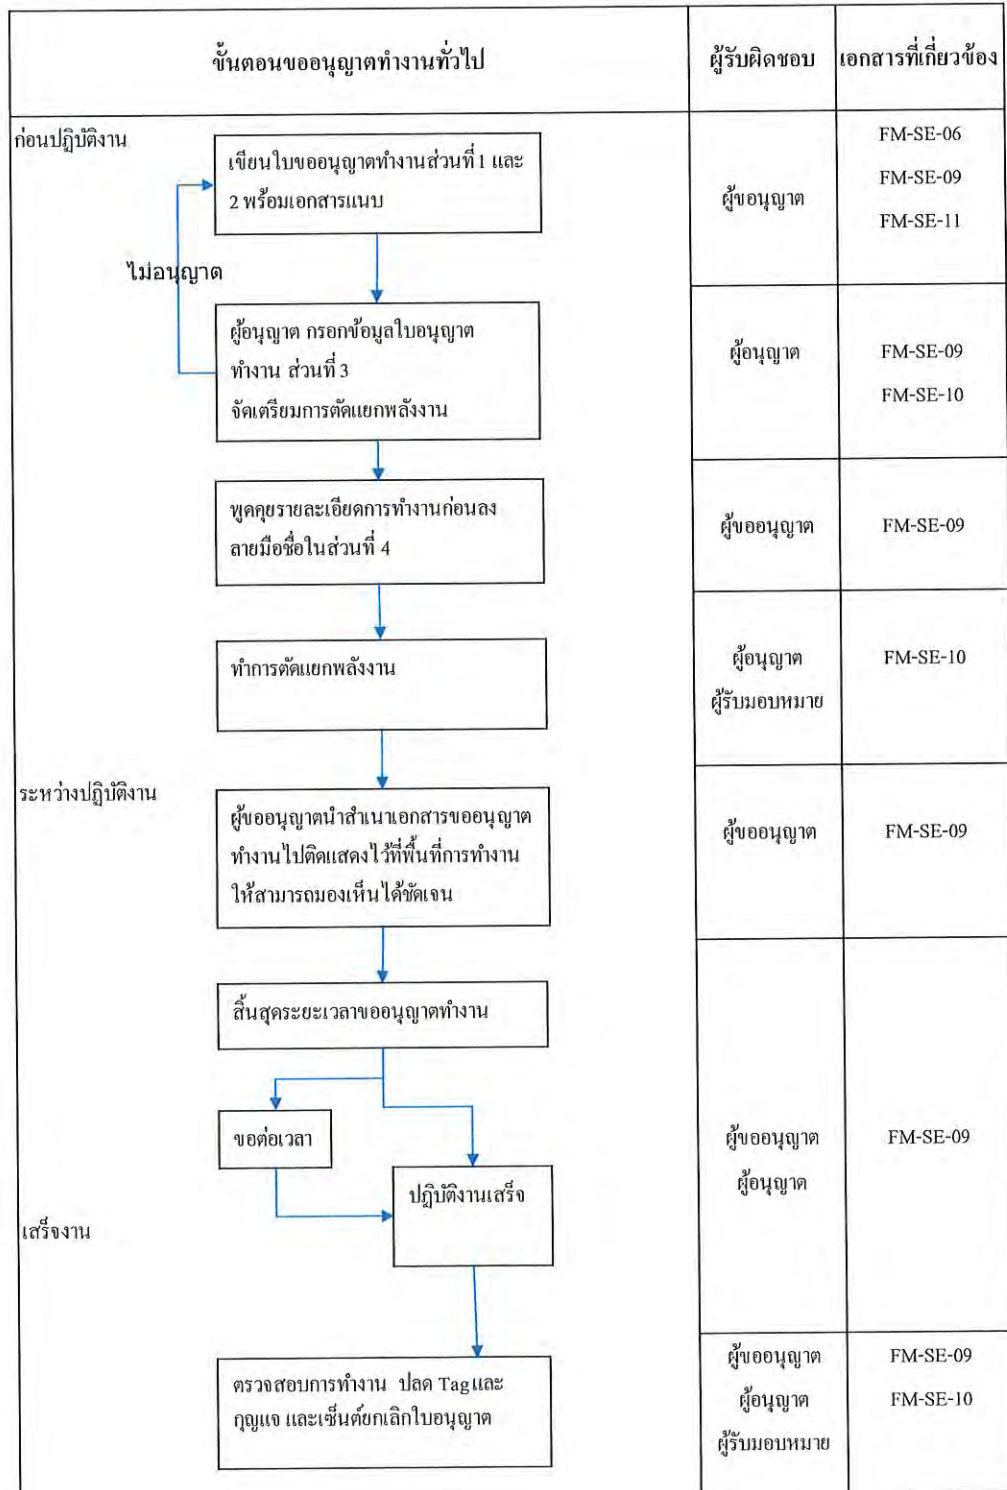 ขั้นตอนขออนุญาตทำงานทั่วไป
ผู้รับผิดชอบ
เอกสารที่เกี่ยวข้อง
ก่อนปฏิบัติงาน
เขียนใบขออนุญาตทำงานส่วนที่ 1 และ
2 พร้อมเอกสารแนบ
ผู้ขอนุญาต
FM-SE-06
FM-SE-09
FM-SE-11
ไม่อนุญาต
ผู้อนุญาต กรอกข้อมูลใบอนุญาต
ทำงาน ส่วนที่ 3
จัดเตรียมการตัดแยกพลังงาน
ผู้อนุญาต
FM-SE-09
FM-SE-10
พูดคุยรายละเอียดการทำงานก่อนลง
ลายมือชื่อในส่วนที่ 4
ผู้ขออนุญาต
FM-SE-09
ทำการตัดแยกพลังงาน
ผู้อนุญาต
ผู้รับมอบหมาย
FM-SE-10
ระหว่างปฏิบัติงาน
ผู้ขออนุญาตนำสำเนาเอกสารขออนุญาต
ทำงานไปติดแสดงไว้ที่พื้นที่การทำงาน
ให้สามารถมองเห็นได้ชัดเจน
ผู้ขออนุญาต
FM-SE-09
สิ้นสุดระยะเวลาขออนุญาตทำงาน
ขอต่อเวลา
ปฏิบัติงานเสร็จ
ผู้ขออนุญาต
ผู้อนุญาต
FM-SE-09
เสร็จงาน
ตรวจสอบการทำงาน ปลด Tag และ
กุญแจ และเซ็นต์ยกเลิกใบอนุญาต
ผู้ขออนุญาต
ผู้อนุญาต
ผู้รับมอบหมาย
FM-SE-09
FM-SE-10